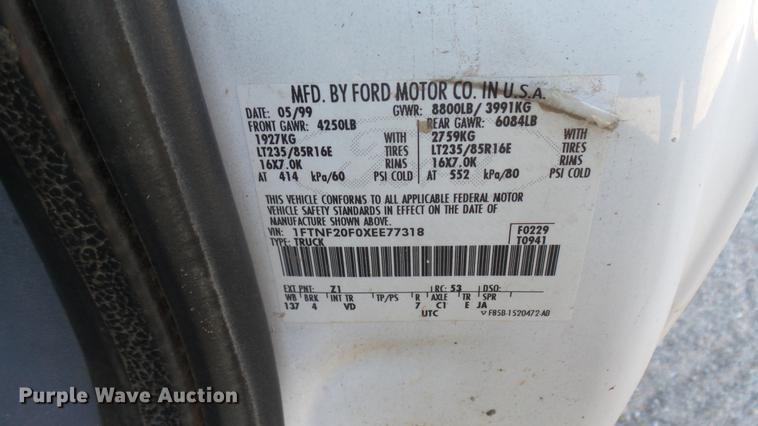 MFD. BY FORD MOTOR CO. IN U.S.A.
DATE: 05/99 GVWR: 8800LB/ 3991KG
FRONT GAWR: 4250LB REAR GAWR: 6084LB
1927KG WITH 2759KG WITH
LT235/85R16E TIRES LT235/85R16E TIRES
16X7.0K RIMS 16X7.0K RIMS
AT 414 kPa/60 PSI COLD AT 552 kPa/80 PSI COLD
THIS VEHICLE CONFORMS TO ALL APPLICABLE FEDERAL MOTOR
VEHICLE SAFETY STANDARDS IN EFFECT ON THE DATE OF
MANUFACTURE SHOWN ABOVE.
VIN: 1FTNF20F0XEE77318 F0229
TYPE: TRUCK T0941
EXT PNT: Z1 RC: 53 DSO:
WB BRK INT TR TP/PS R AXLE TR SPR
137 4 VD 7 C1 E JA
UTC F85B-1520472-AB
Purple Wave Auction